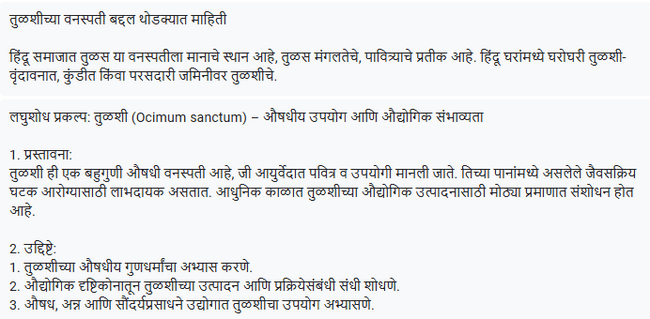 तुळशीच्या वनस्पती बद्दल थोडक्यात माहिती
हिंदू समाजात तुळस या वनस्पतीला मानाचे स्थान आहे, तुळस मंगलतेचे, पावित्र्याचे प्रतीक आहे. हिंदू घरांमध्ये घरोघरी तुळशी-
वृंदावनात, कुंडीत किंवा परसदारी जमिनीवर तुळशीचे.
लघुशोध प्रकल्प: तुळशी (Ocimum sanctum) – औषधीय उपयोग आणि औद्योगिक संभाव्यता
1. प्रस्तावना:
तुळशी ही एक बहुगुणी औषधी वनस्पती आहे, जी आयुर्वेदात पवित्र व उपयोगी मानली जाते. तिच्या पानांमध्ये असलेले जैवसक्रिय
घटक आरोग्यासाठी लाभदायक असतात. आधुनिक काळात तुळशीच्या औद्योगिक उत्पादनासाठी मोठ्या प्रमाणात संशोधन होत
आहे.
2. उद्दिष्टे:
1. तुळशीच्या औषधीय गुणधर्मांचा अभ्यास करणे.
2. औद्योगिक दृष्टिकोनातून तुळशीच्या उत्पादन आणि प्रक्रियेसंबंधी संधी शोधणे.
3. औषध, अन्न आणि सौंदर्यप्रसाधने उद्योगात तुळशीचा उपयोग अभ्यासणे.